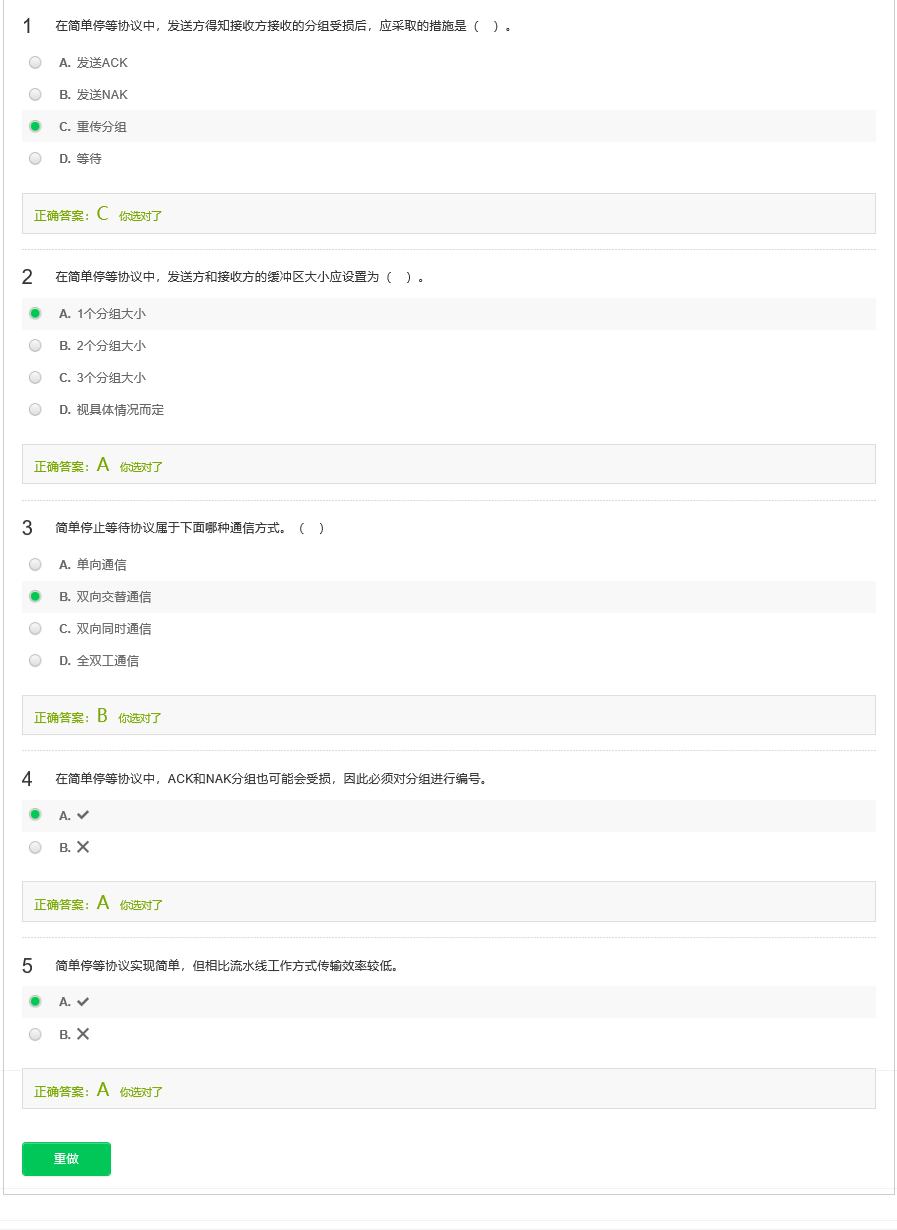 1 在简单停等协议中，发送方得知接收方接收的分组受损后，应采取的措施是（ ）。
A. 发送ACK
B. 发送NAK
C. 重传分组
D. 等待
正确答案：C 你选对了
2 在简单停等协议中，发送方和接收方的缓冲区大小应设置为（ ）。
A. 1个分组大小
B. 2个分组大小
C. 3个分组大小
D. 视具体情况而定
正确答案：A 你选对了
3 简单停止等待协议属于下面哪种通信方式。（ ）
A. 单向通信
B. 双向交替通信
C. 双向同时通信
D. 全双工通信
正确答案：B 你选对了
4 在简单停等协议中，ACK和NAK分组也可能会受损，因此必须对分组进行编号。
A. ✔
B. ✕
正确答案：A 你选对了
5 简单停等协议实现简单，但相比流水线工作方式传输效率较低。
A. ✔
B. ✕
正确答案：A 你选对了
重做